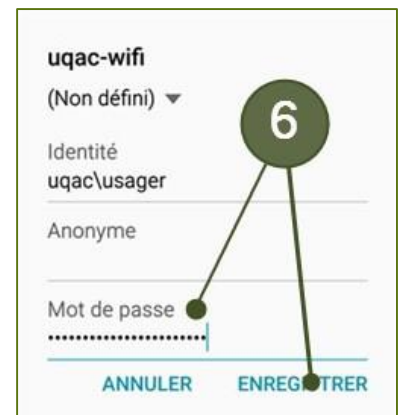 uqac-wifi
(Non défini)
6
Identité
uqac\usager
Anonyme
Mot de passe
••••••••••••••••••••••
ANNULER ENREGISTRER